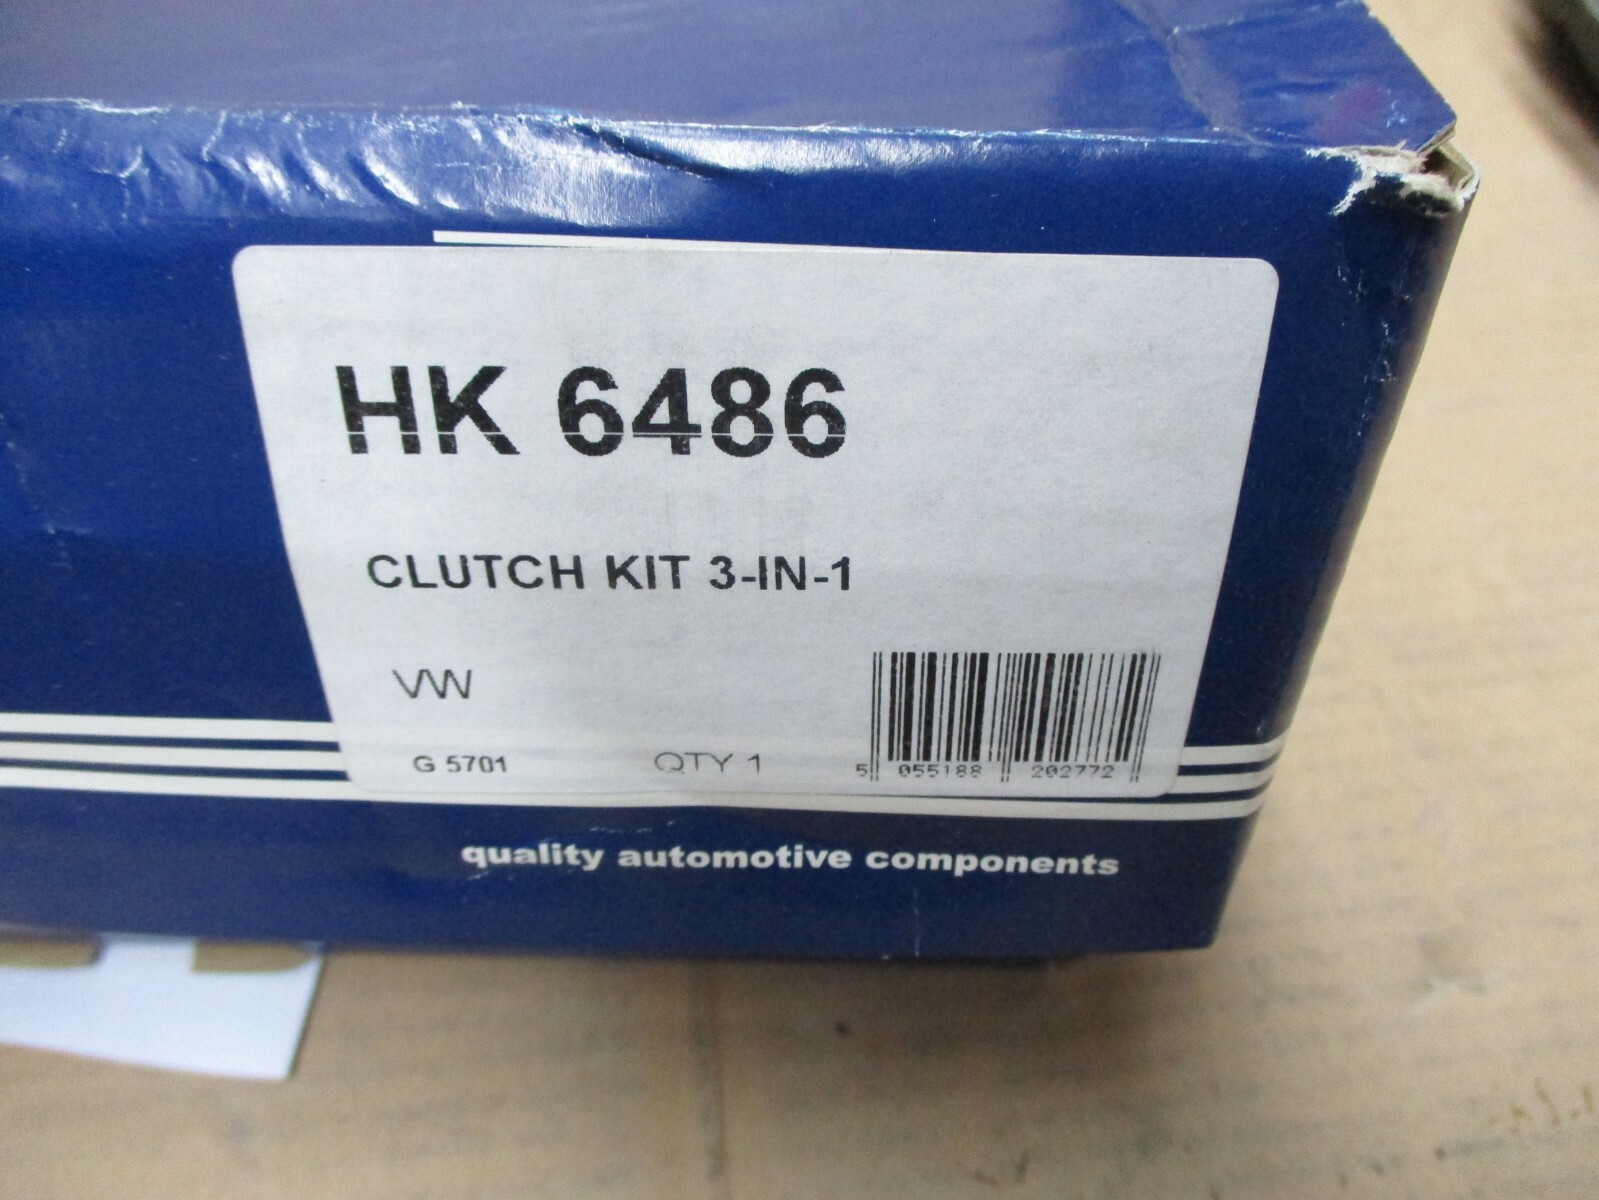 HK 6486
CLUTCH KIT 3-IN-1
VW
G 5701 QTY 1 5 055188 202772
quality automotive components